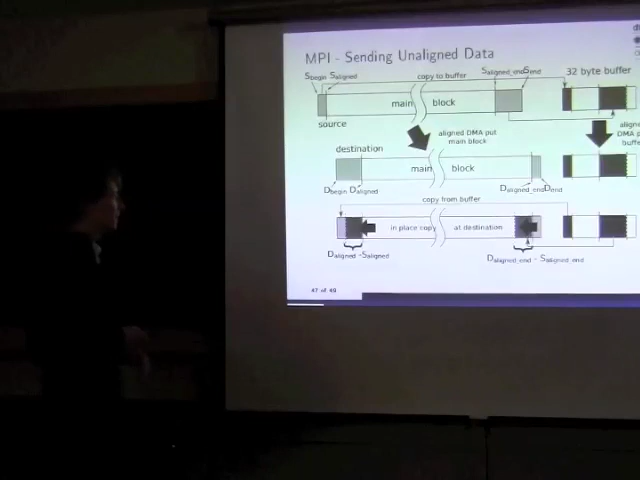 MPI - Sending Unaligned Data
Sbegin Saligned
copy to buffer
Saligned_end Send
32 byte buffer
main block
source
aligned DMA put
main block
destination
main block
Dbegin Daligned
Daligned_end Dend
copy from buffer
in place copy at destination
Daligned -Saligned
Daligned_end - Saligned_end
47 of 49